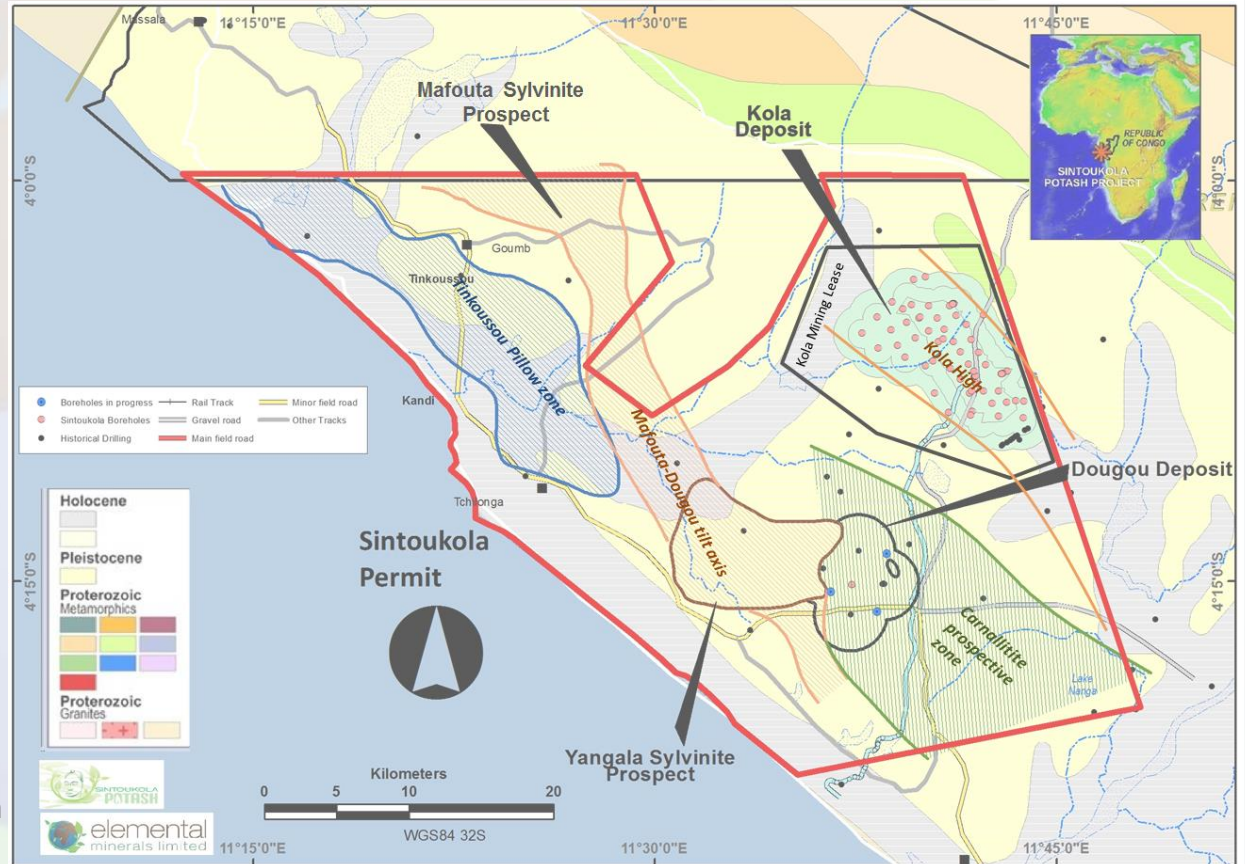 Massala
11°15'0"E
11°30'0"E
11°45'0"E
Mafouta Sylvinite
Prospect
Kola
Deposit
REPUBLIC
OF CONGO
SINTOUKOLA
POTASH PROJECT
4°0'0"S
4°0'0"S
Goumb
Tinkoussou
Tinkoussou Pillow zone
Kola Mining Lease
Kola High
Boreholes in progress
Rail Track
Minor field road
Sintoukola Boreholes
Gravel road
Other Tracks
Historical Drilling
Main field road
Kandi
Mafouta-Dougou tilt axis
Dougou Deposit
Holocene
Pleistocene
Proterozoic
Metamorphics
Proterozoic
Granites
Sintoukola
Permit
4°15'0"S
4°15'0"S
Carnallitite
prospective
zone
Lake
Nanga
Yangala Sylvinite
Prospect
Kilometers
0 5 10 20
WGS84 32S
SINTOUKOLA
POTASH
elemental
minerals limited
11°15'0"E
11°30'0"E
11°45'0"E